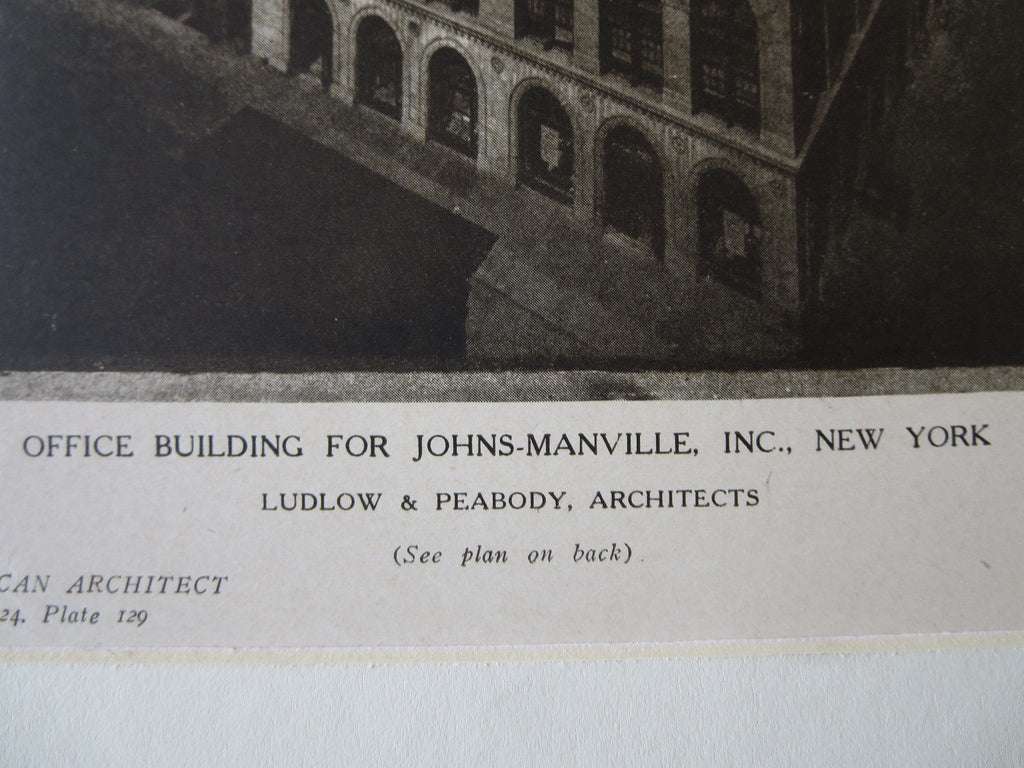 OFFICE BUILDING FOR JOHNS-MANVILLE, INC., NEW YORK
LUDLOW & PEABODY, ARCHITECTS
(See plan on back)
CAN ARCHITECT
24. Plate 129